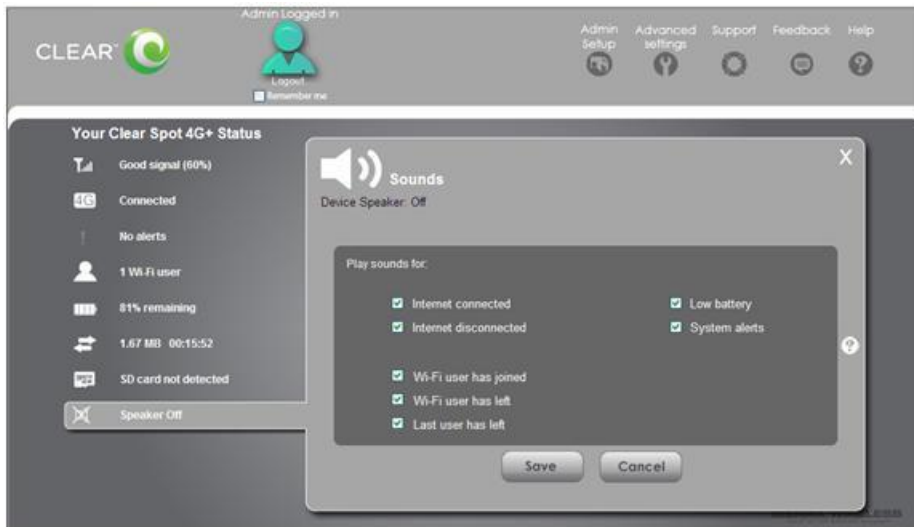 Admin Logged in
CLEAR
Logout
Remember me
Admin Setup
Advanced settings
Support
Feedback
Help
Your Clear Spot 4G+ Status
Good signal (60%)
4G Connected
No alerts
1 Wi-Fi user
81% remaining
1.67 MB 00:15:52
SD card not detected
Speaker Off
X
Sounds
Device Speaker: Off
Play sounds for:
Internet connected
Low battery
Internet disconnected
System alerts
?
Wi-Fi user has joined
Wi-Fi user has left
Last user has left
Save
Cancel